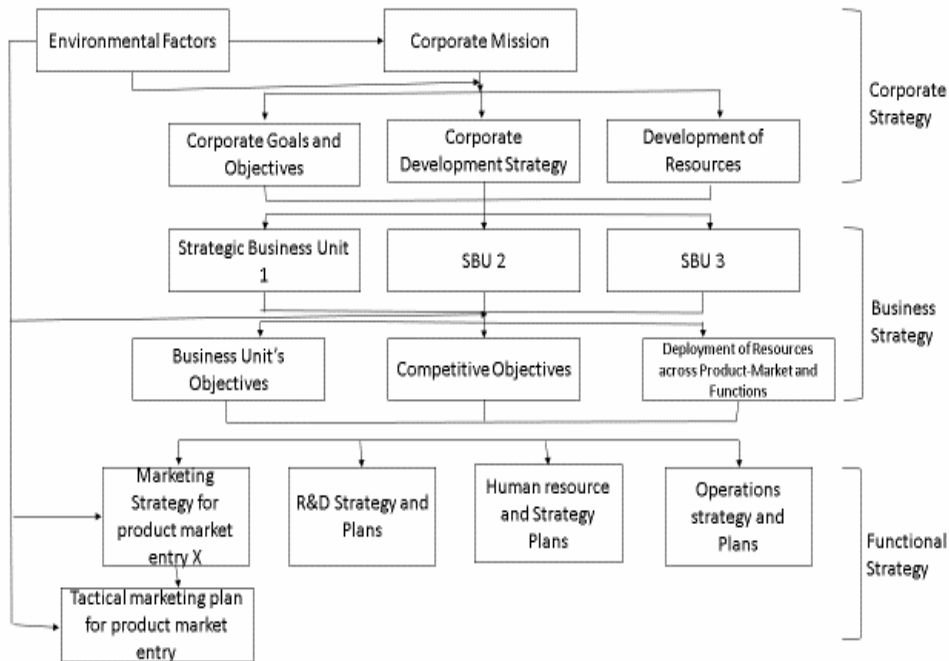 Environmental Factors
Corporate Mission
Corporate
Strategy
Corporate Goals and
Objectives
Corporate
Development Strategy
Development of
Resources
Strategic Business Unit
1
SBU 2
SBU 3
Business
Strategy
Business Unit's
Objectives
Competitive Objectives
Deployment of Resources
across Product-Market and
Functions
Marketing
Strategy for
product market
entry X
R&D Strategy and
Plans
Human resource
and Strategy
Plans
Operations
strategy and
Plans
Functional
Strategy
Tactical marketing plan
for product market
entry